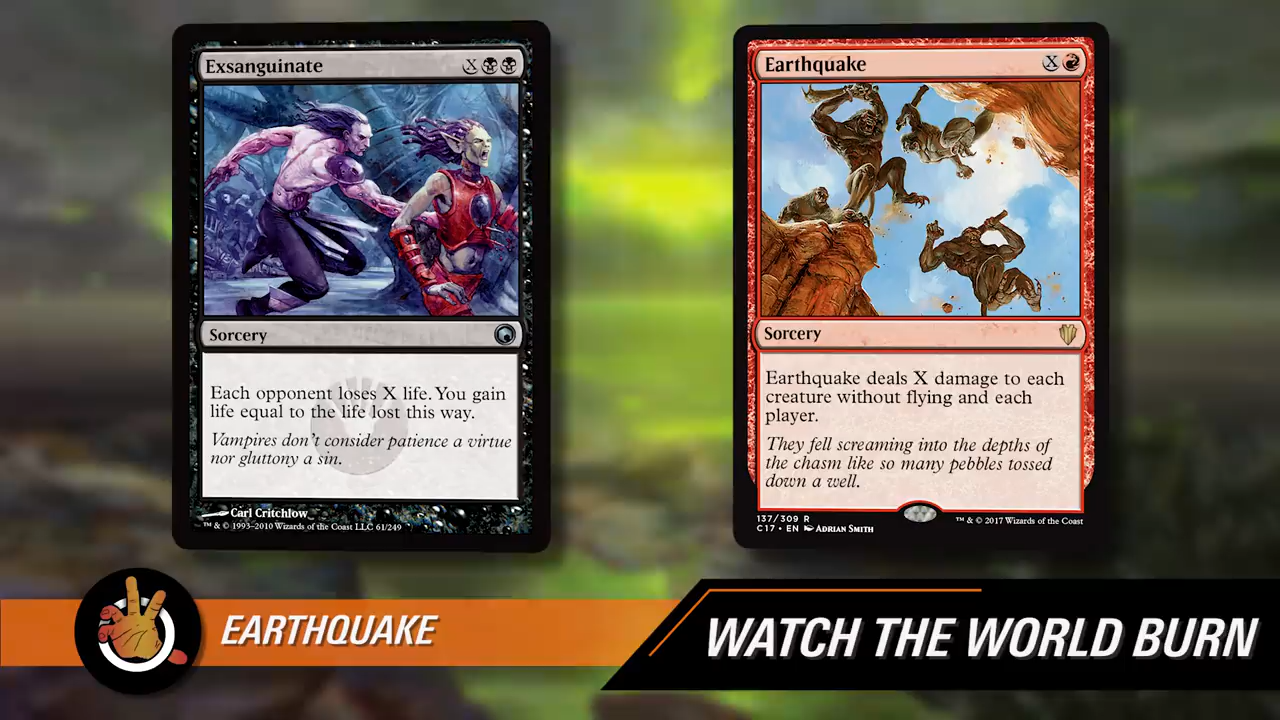 Exsanguinate
X
Sorcery
Each opponent loses X life. You gain
life equal to the life lost this way.
Vampires don't consider patience a virtue
nor gluttony a sin.
Carl Critchlow
™ & © 1993–2010 Wizards of the Coast LLC 61/249
Earthquake
X
Sorcery
Earthquake deals X damage to each
creature without flying and each
player.
They fell screaming into the depths of
the chasm like so many pebbles tossed
down a well.
137/309 R
C17 • EN Adrian Smith
™ & © 2017 Wizards of the Coast
EARTHQUAKE
WATCH THE WORLD BURN